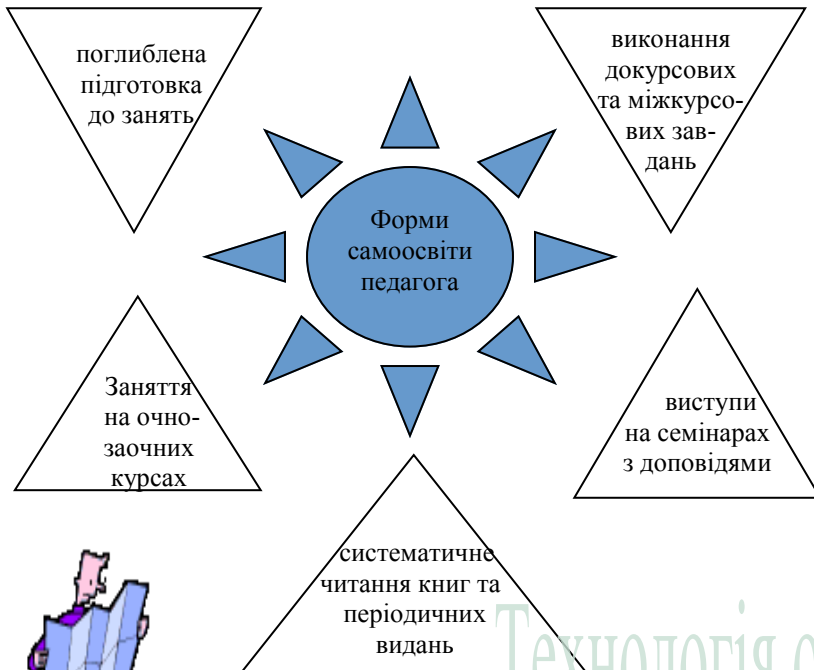 поглиблена
підготовка
до занять
виконання
докурсових
та міжкурсо-
вих зав-
дань
Форми
самоосвіти
педагога
Заняття
на очно-
заочних
курсах
виступи
на семінарах
з доповідями
систематичне
читання книг та
періодичних
видань
Технологія